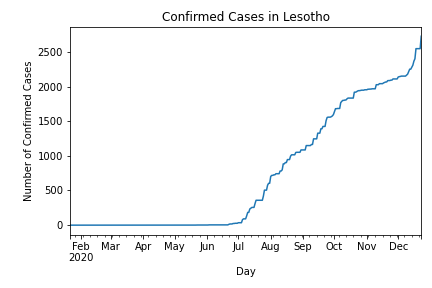 Confirmed Cases in Lesotho
Number of Confirmed Cases
2500
2000
1500
1000
500
0
Feb Mar Apr May Jun Jul Aug Sep Oct Nov Dec
2020
Day